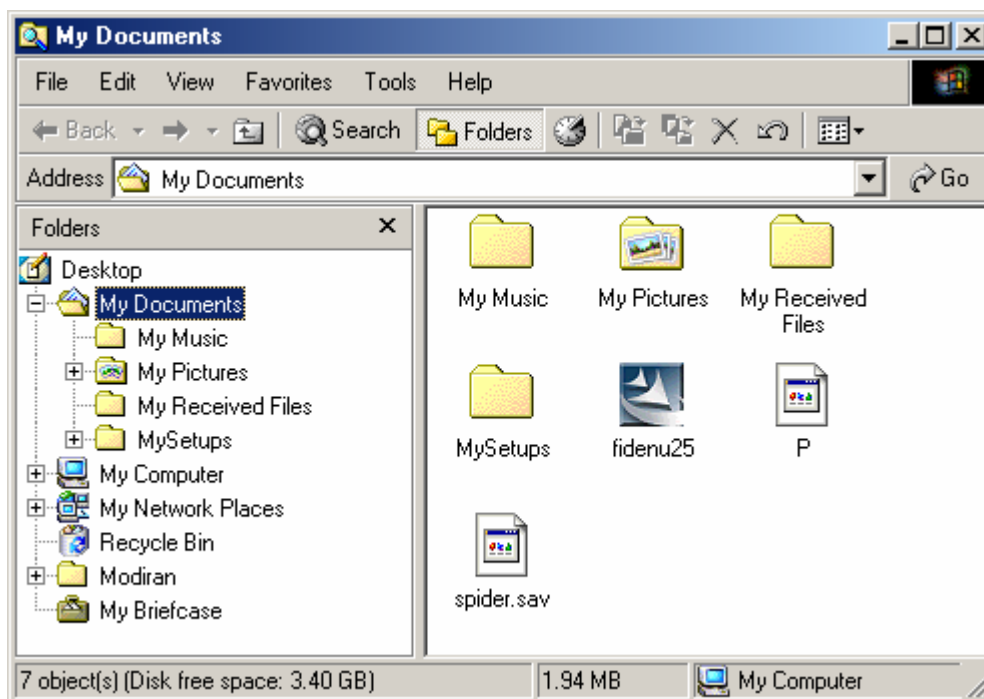 My Documents
File Edit View Favorites Tools Help
Back Search Folders
Address My Documents Go
Folders
Desktop
My Documents
My Music
My Pictures
My Received Files
MySetups
My Computer
My Network Places
Recycle Bin
Modiran
My Briefcase
My Music My Pictures My Received
Files
MySetups fidenu25 P
spider.sav
7 object(s) (Disk free space: 3.40 GB) 1.94 MB My Computer